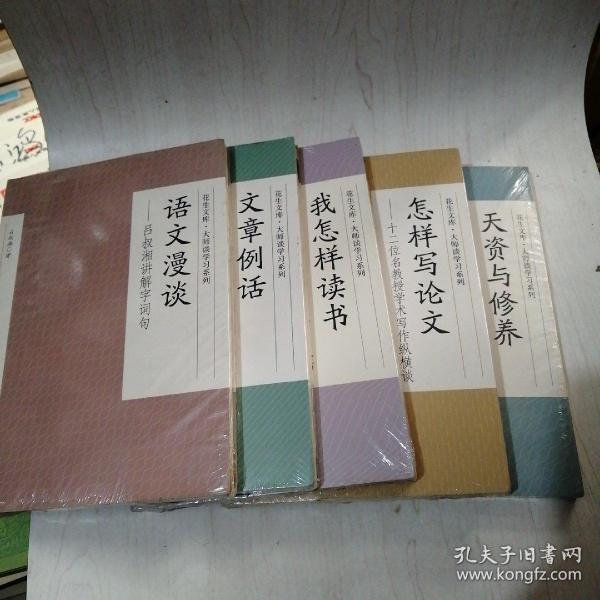 语文漫谈
——吕叔湘讲解字词句
花生文库·大师谈学习系列
吕叔湘 著
文章例话
花生文库·大师谈学习系列
我怎样读书
花生文库·大师谈学习系列
怎样写论文
——十二位名教授学术写作纵横谈
花生文库·大师谈学习系列
天资与修养
花生文库·大师谈学习系列
孔夫子旧书网
www.kongfz.com